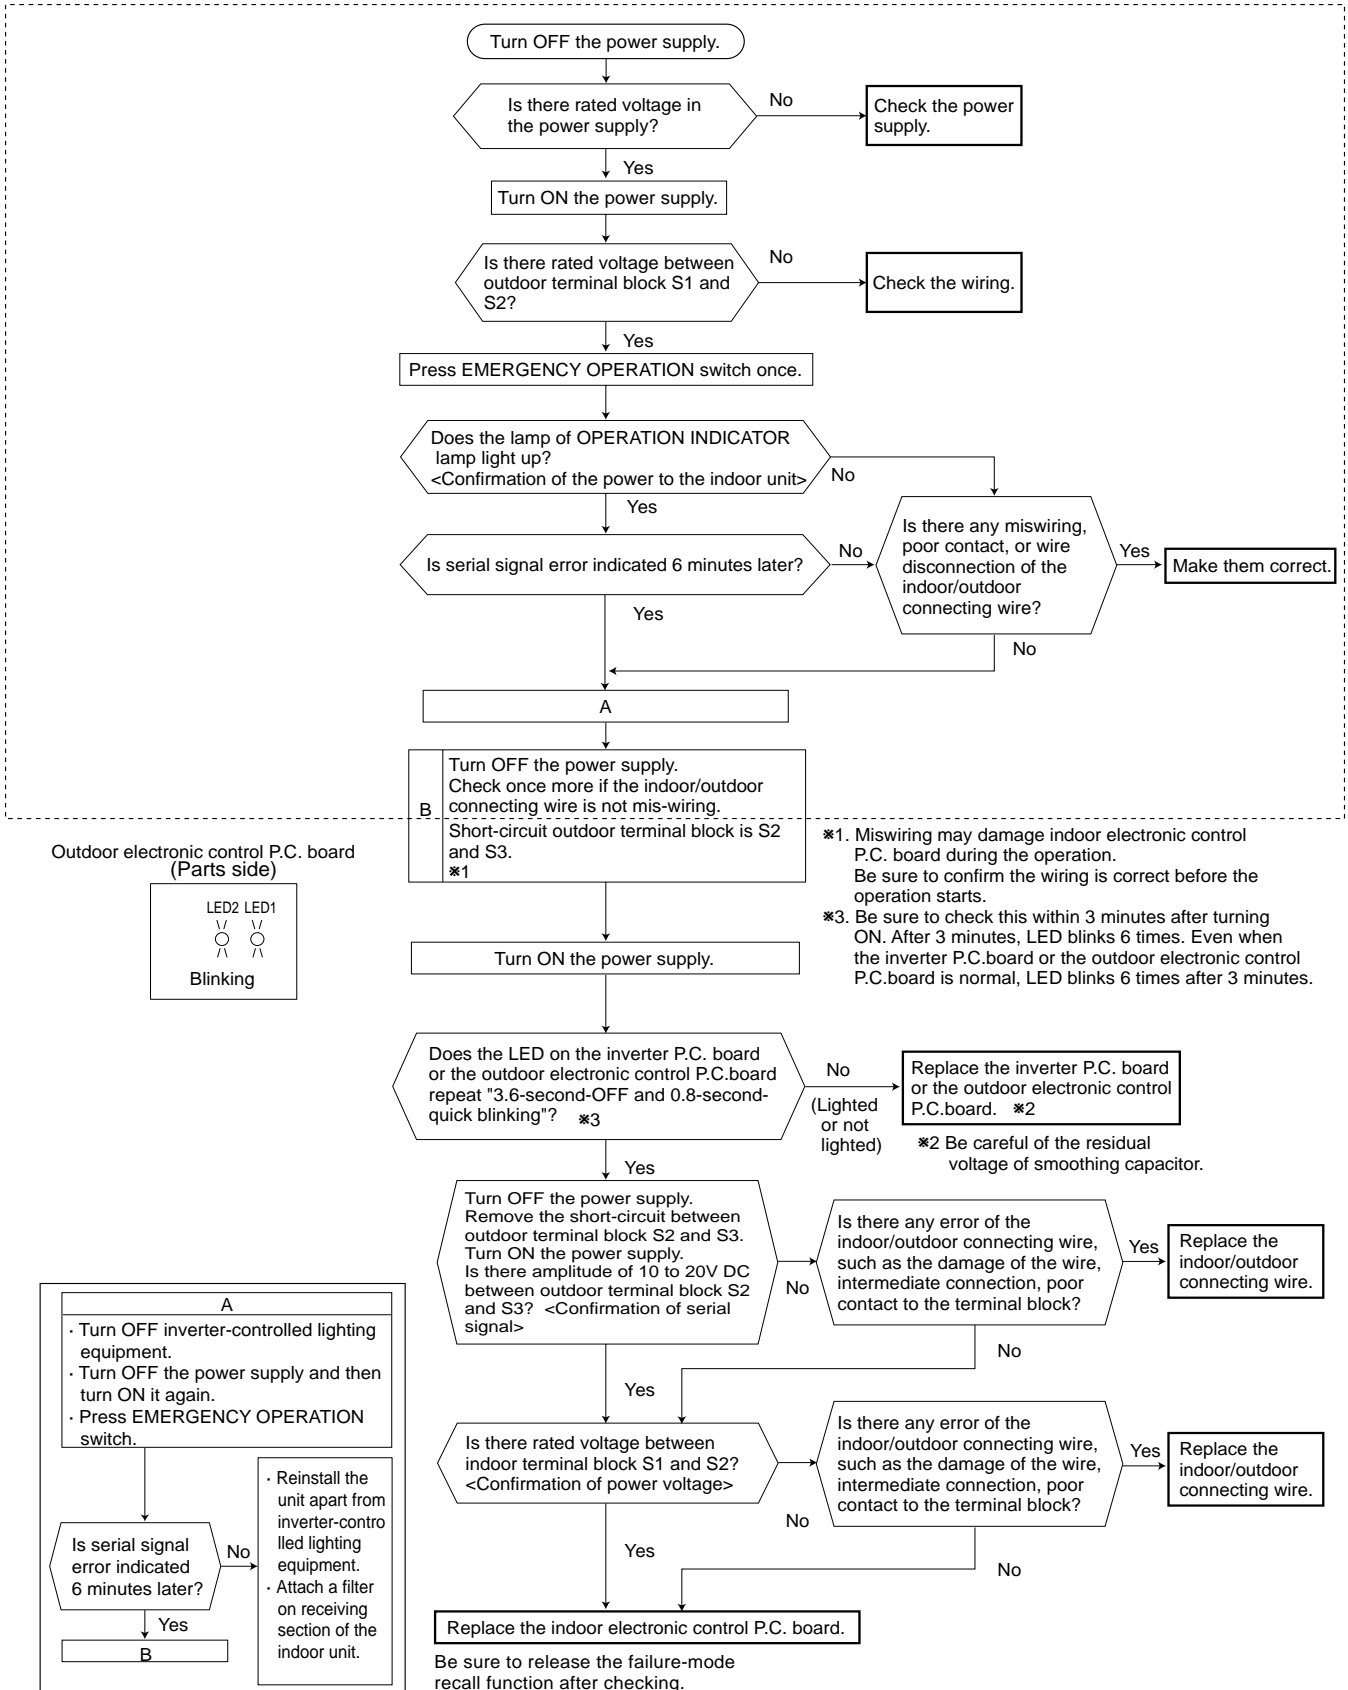 Turn OFF the power supply.
Is there rated voltage in
the power supply?
No
Check the power
supply.
Yes
Turn ON the power supply.
Is there rated voltage between
outdoor terminal block S1 and
S2?
No
Check the wiring.
Yes
Press EMERGENCY OPERATION switch once.
Does the lamp of OPERATION INDICATOR
lamp light up?
<Confirmation of the power to the indoor unit>
No
Yes
Is serial signal error indicated 6 minutes later?
No
Is there any miswiring,
poor contact, or wire
disconnection of the
indoor/outdoor
connecting wire?
Yes
Make them correct.
Yes
No
A
B
Turn OFF the power supply.
Check once more if the indoor/outdoor
connecting wire is not mis-wiring.
Short-circuit outdoor terminal block is S2
and S3.
※1
※1. Miswiring may damage indoor electronic control
P.C. board during the operation.
Be sure to confirm the wiring is correct before the
operation starts.
※3. Be sure to check this within 3 minutes after turning
ON. After 3 minutes, LED blinks 6 times. Even when
the inverter P.C.board or the outdoor electronic control
P.C.board is normal, LED blinks 6 times after 3 minutes.
Outdoor electronic control P.C. board
(Parts side)
LED2 LED1
Blinking
Turn ON the power supply.
Does the LED on the inverter P.C. board
or the outdoor electronic control P.C.board
repeat "3.6-second-OFF and 0.8-second-
quick blinking"? ※3
No
(Lighted
or not
lighted)
Replace the inverter P.C. board
or the outdoor electronic control
P.C.board. ※2
※2 Be careful of the residual
voltage of smoothing capacitor.
Yes
Turn OFF the power supply.
Remove the short-circuit between
outdoor terminal block S2 and S3.
Turn ON the power supply.
Is there amplitude of 10 to 20V DC
between outdoor terminal block S2
and S3? <Confirmation of serial
signal>
No
Is there any error of the
indoor/outdoor connecting wire,
such as the damage of the wire,
intermediate connection, poor
contact to the terminal block?
Yes
Replace the
indoor/outdoor
connecting wire.
No
Yes
Is there rated voltage between
indoor terminal block S1 and S2?
<Confirmation of power voltage>
No
Is there any error of the
indoor/outdoor connecting wire,
such as the damage of the wire,
intermediate connection, poor
contact to the terminal block?
Yes
Replace the
indoor/outdoor
connecting wire.
Yes
No
Replace the indoor electronic control P.C. board.
Be sure to release the failure-mode
recall function after checking.
A
· Turn OFF inverter-controlled lighting
equipment.
· Turn OFF the power supply and then
turn ON it again.
· Press EMERGENCY OPERATION
switch.
Is serial signal
error indicated
6 minutes later?
No
· Reinstall the
unit apart from
inverter-contro
lled lighting
equipment.
· Attach a filter
on receiving
section of the
indoor unit.
Yes
B